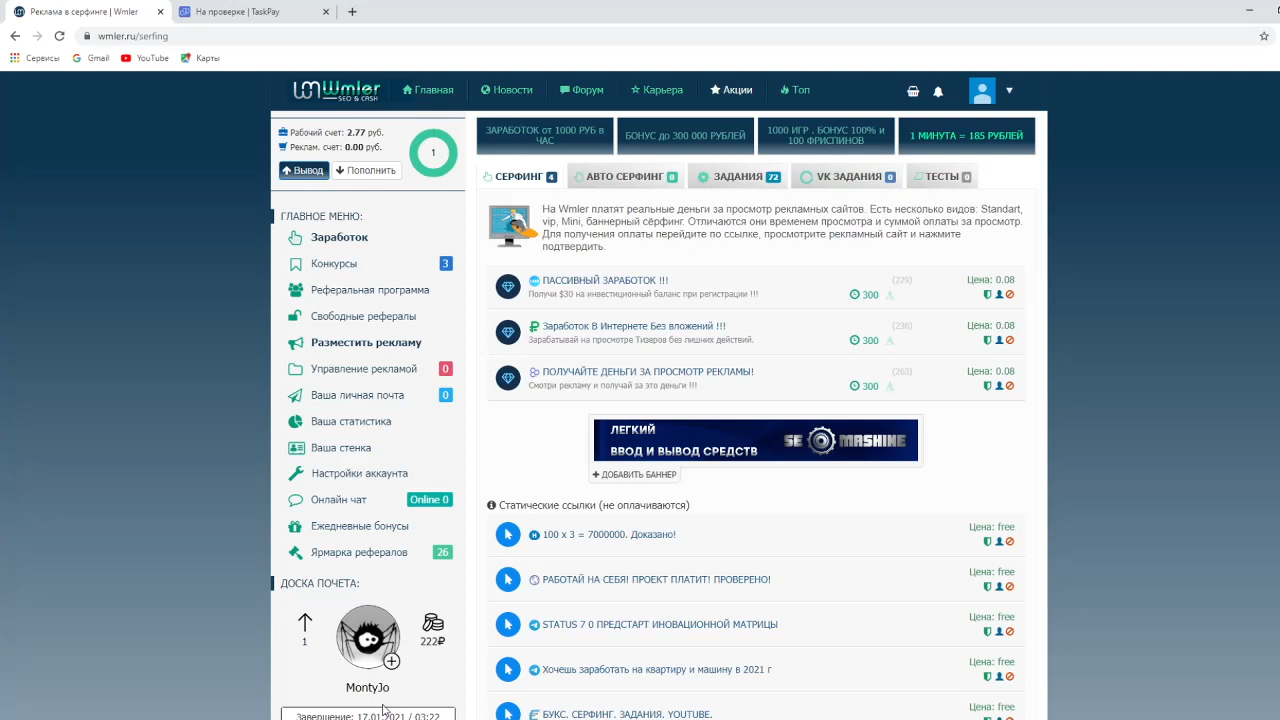 Реклама в серфинге | Wmler
На проверке | TaskPay
wmler.ru/serfing
Сервисы
Gmail
YouTube
Карты
Wmler
SEO & CASH
Главная
Новости
Форум
Карьера
Акции
Топ
Рабочий счет: 2.77 руб.
Реклам. счет: 0.00 руб.
1
Вывод
Пополнить
ЗАРАБОТОК от 1000 РУБ в ЧАС
БОНУС до 300 000 РУБЛЕЙ
1000 ИГР . БОНУС 100% и 100 ФРИСПИНОВ
1 МИНУТА = 185 РУБЛЕЙ
СЕРФИНГ 4
АВТО СЕРФИНГ 0
ЗАДАНИЯ 72
VK ЗАДАНИЯ 0
ТЕСТЫ 0
ГЛАВНОЕ МЕНЮ:
Заработок
Конкурсы 3
Реферальная программа
Свободные рефералы
Разместить рекламу
Управление рекламой 0
Ваша личная почта 0
Ваша статистика
Ваша стенка
Настройки аккаунта
Онлайн чат Online 0
Ежедневные бонусы
Ярмарка рефералов 26
ДОСКА ПОЧЕТА:
1
222₽
MontyJo
Завершение: 17.01.2021 / 03:22
На Wmler платят реальные деньги за просмотр рекламных сайтов. Есть несколько видов: Standart,
vip, Mini, баннерный сёрфинг. Отличаются они временем просмотра и суммой оплаты за просмотр.
Для получения оплаты перейдите по ссылке, просмотрите рекламный сайт и нажмите
подтвердить.
ПАССИВНЫЙ ЗАРАБОТОК !!!
(229)
Цена: 0.08
Получи $30 на инвестиционный баланс при регистрации !!!
300
Заработок В Интернете Без вложений !!!
(236)
Цена: 0.08
Зарабатывай на просмотре Тизеров без лишних действий.
300
ПОЛУЧАЙТЕ ДЕНЬГИ ЗА ПРОСМОТР РЕКЛАМЫ!
(263)
Цена: 0.08
Смотри рекламу и получай за это деньги !!!
300
ЛЕГКИЙ
ВВОД И ВЫВОД СРЕДСТВ
SE MASHINE
ДОБАВИТЬ БАННЕР
Статические ссылки (не оплачиваются)
100 x 3 = 7000000. Доказано!
Цена: free
РАБОТАЙ НА СЕБЯ! ПРОЕКТ ПЛАТИТ! ПРОВЕРЕНО!
Цена: free
STATUS 7 0 ПРЕДСТАРТ ИНОВАЦИОННОЙ МАТРИЦЫ
Цена: free
Хочешь заработать на квартиру и машину в 2021 г
Цена: free
БУКС. СЕРФИНГ. ЗАДАНИЯ. YOUTUBE.
Цена: free